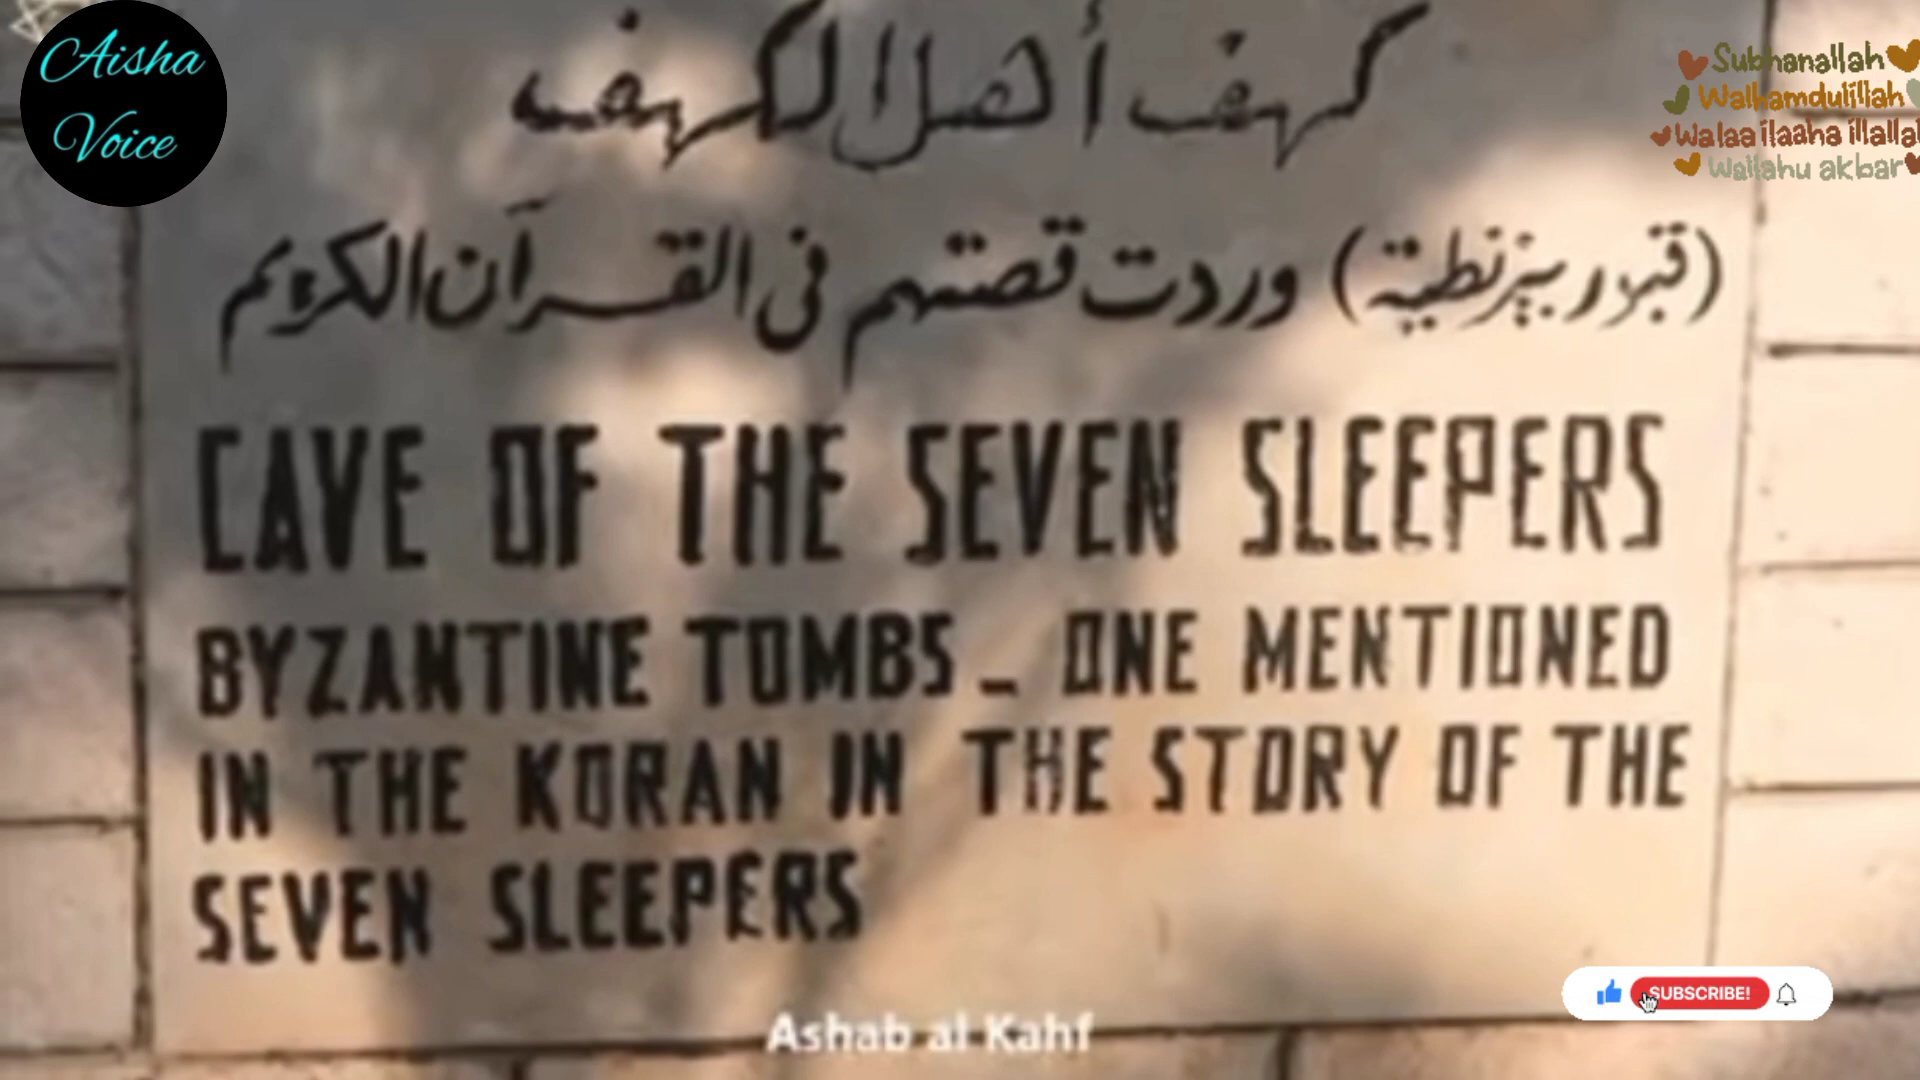 Aisha
Voice
Subhanallah
Walhamdulillah
Walaa ilaaha illallah
Wallahu akbar
كهف أهل الكهف
(قبور بيزنطية) وردت قصتهم فى القرآن الكريم
CAVE OF THE SEVEN SLEEPERS
BYZANTINE TOMBS _ ONE MENTIONED
IN THE KORAN IN THE STORY OF THE
SEVEN SLEEPERS
SUBSCRIBE!
Ashab al Kahf